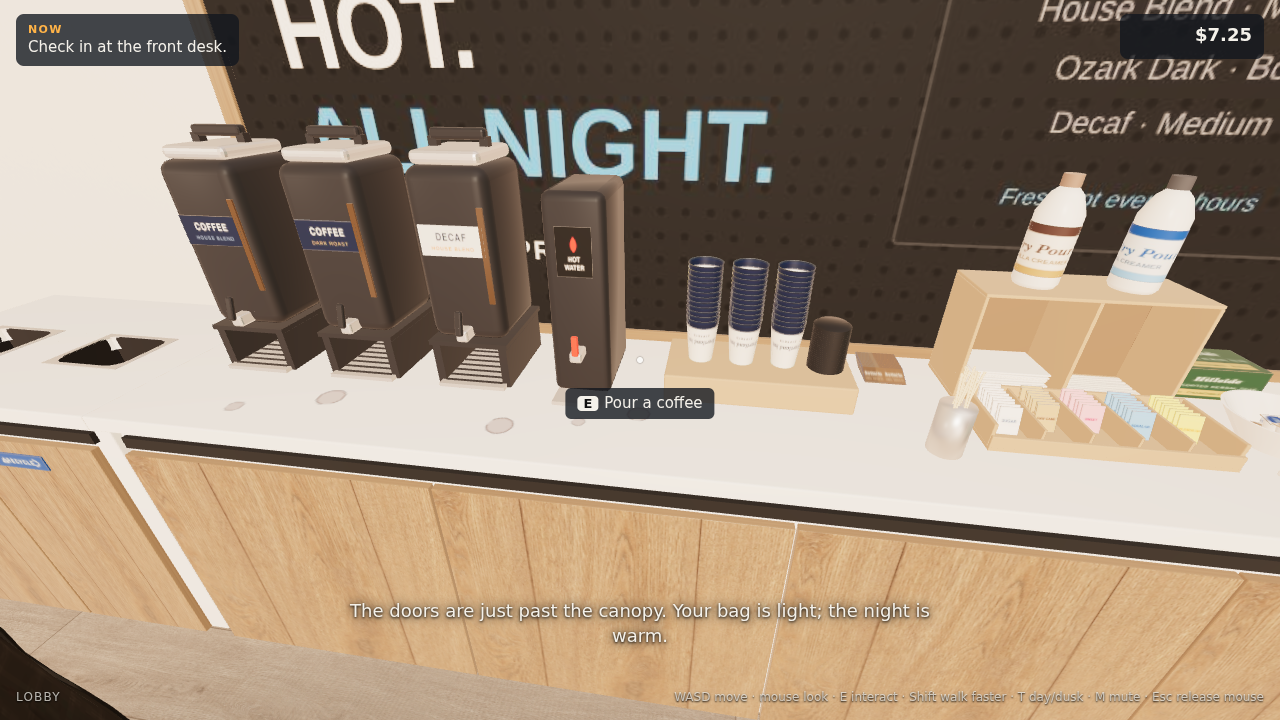 NOW
Check in at the front desk.
$7.25
HOT.
ALL NIGHT.
House Blend · M
Ozark Dark · Bo
Decaf · Medium
COFFEE
HOUSE BLEND
COFFEE
DARK ROAST
DECAF
HOT
WATER
E Pour a coffee
The doors are just past the canopy. Your bag is light; the night is
warm.
LOBBY
WASD move · mouse look · E interact · Shift walk faster · T day/dusk · M mute · Esc release mouse